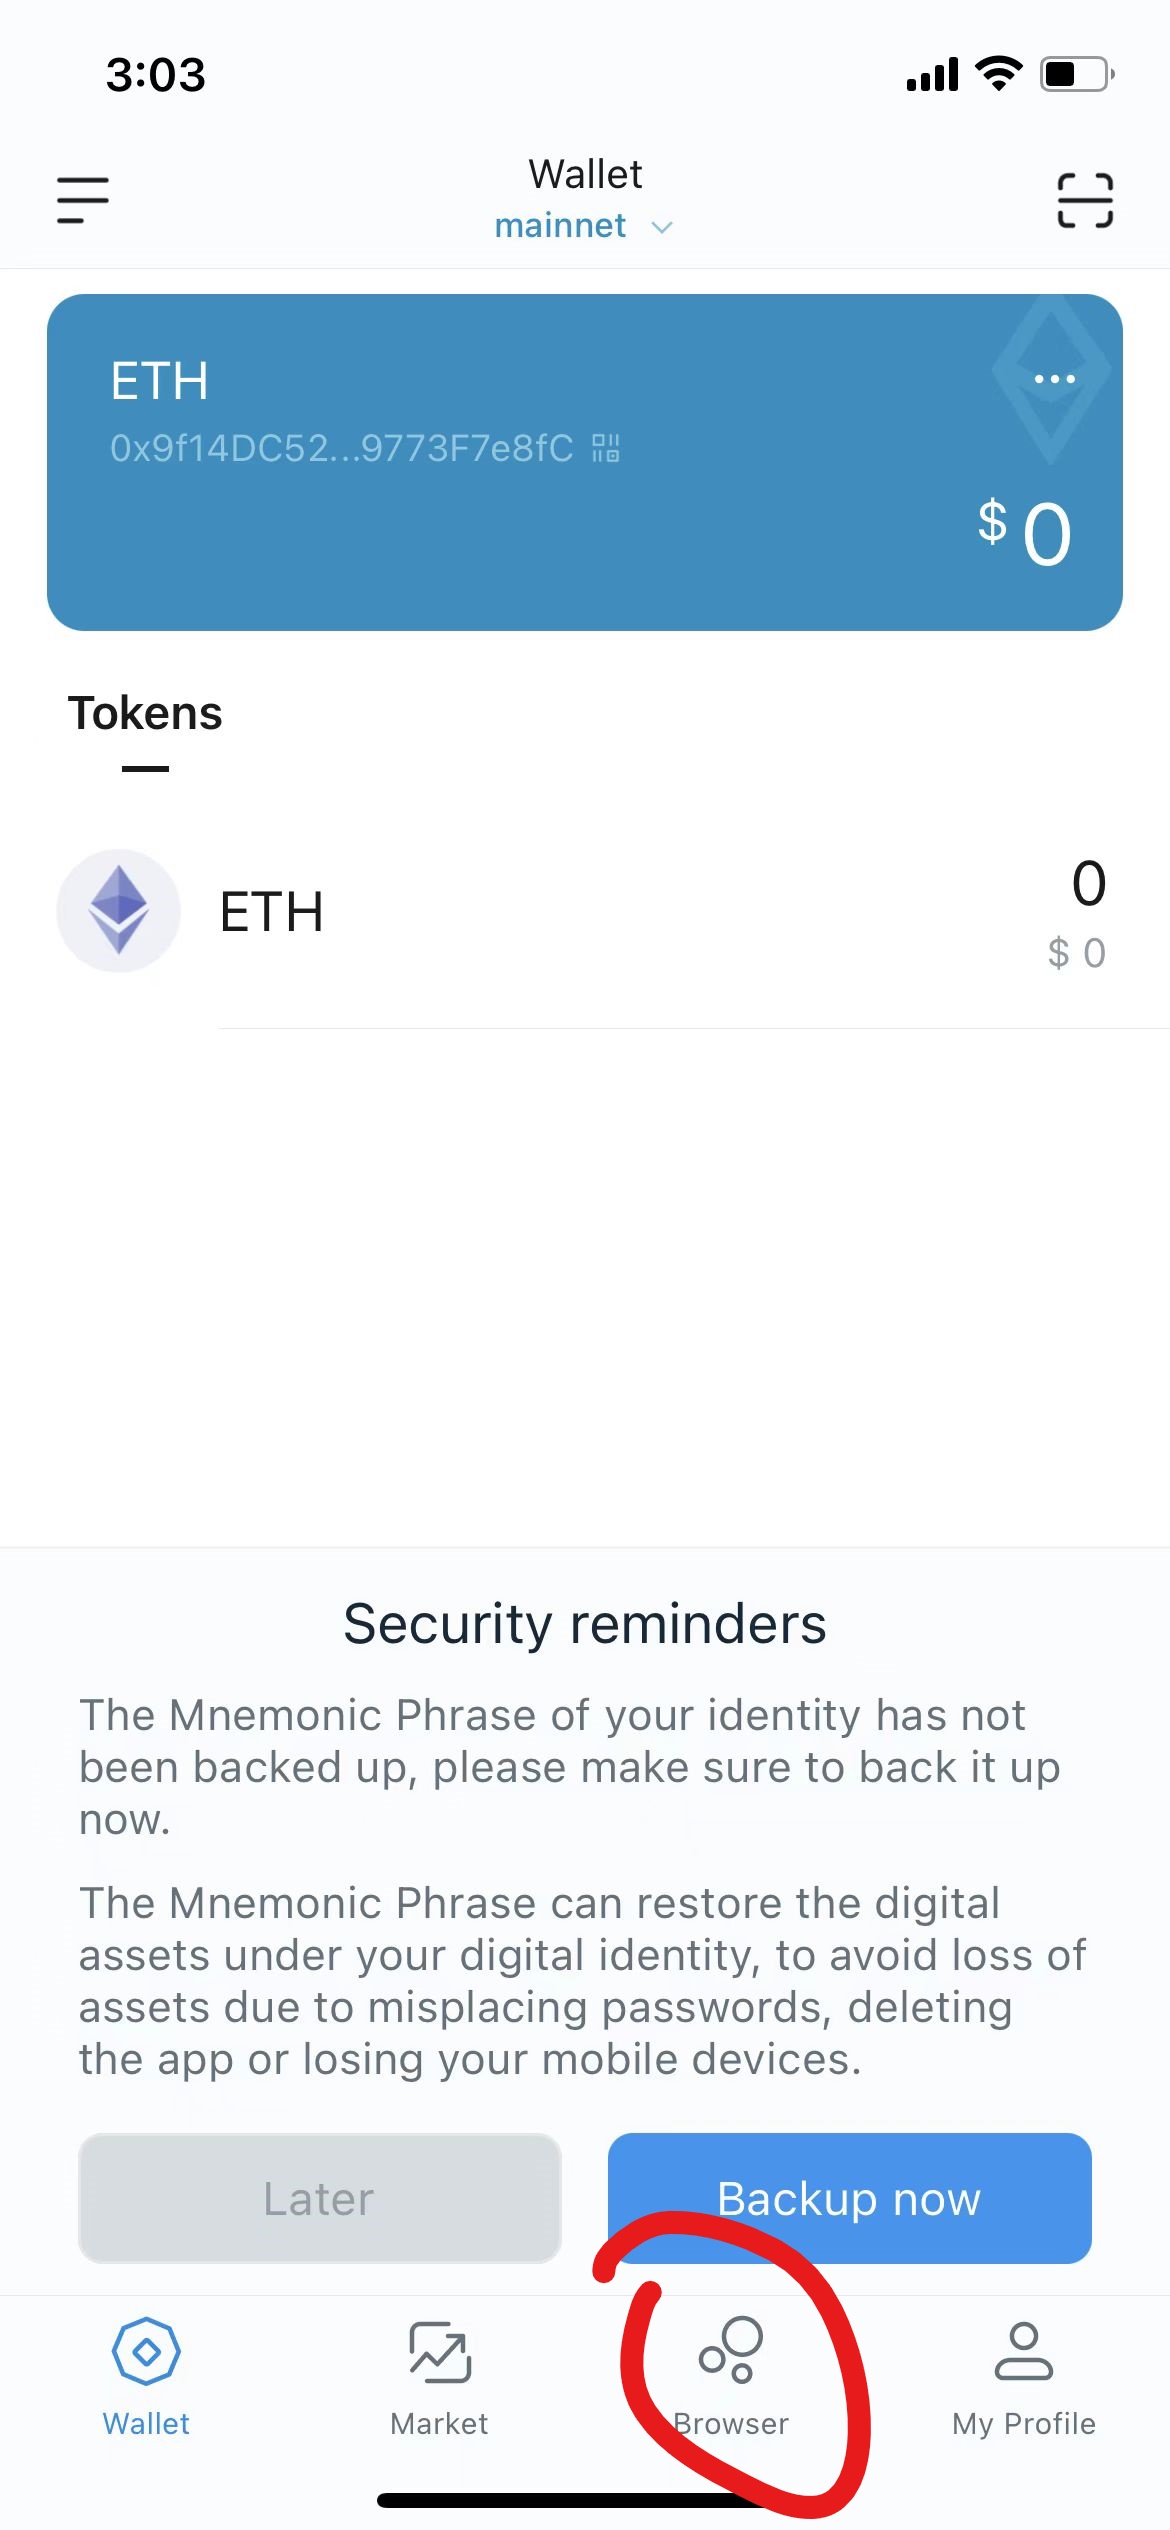 3:03
Wallet
mainnet
ETH
0x9f14DC52...9773F7e8fC
$ 0
Tokens
ETH
0
$ 0
Security reminders
The Mnemonic Phrase of your identity has not
been backed up, please make sure to back it up
now.
The Mnemonic Phrase can restore the digital
assets under your digital identity, to avoid loss of
assets due to misplacing passwords, deleting
the app or losing your mobile devices.
Later
Backup now
Wallet
Market
Browser
My Profile